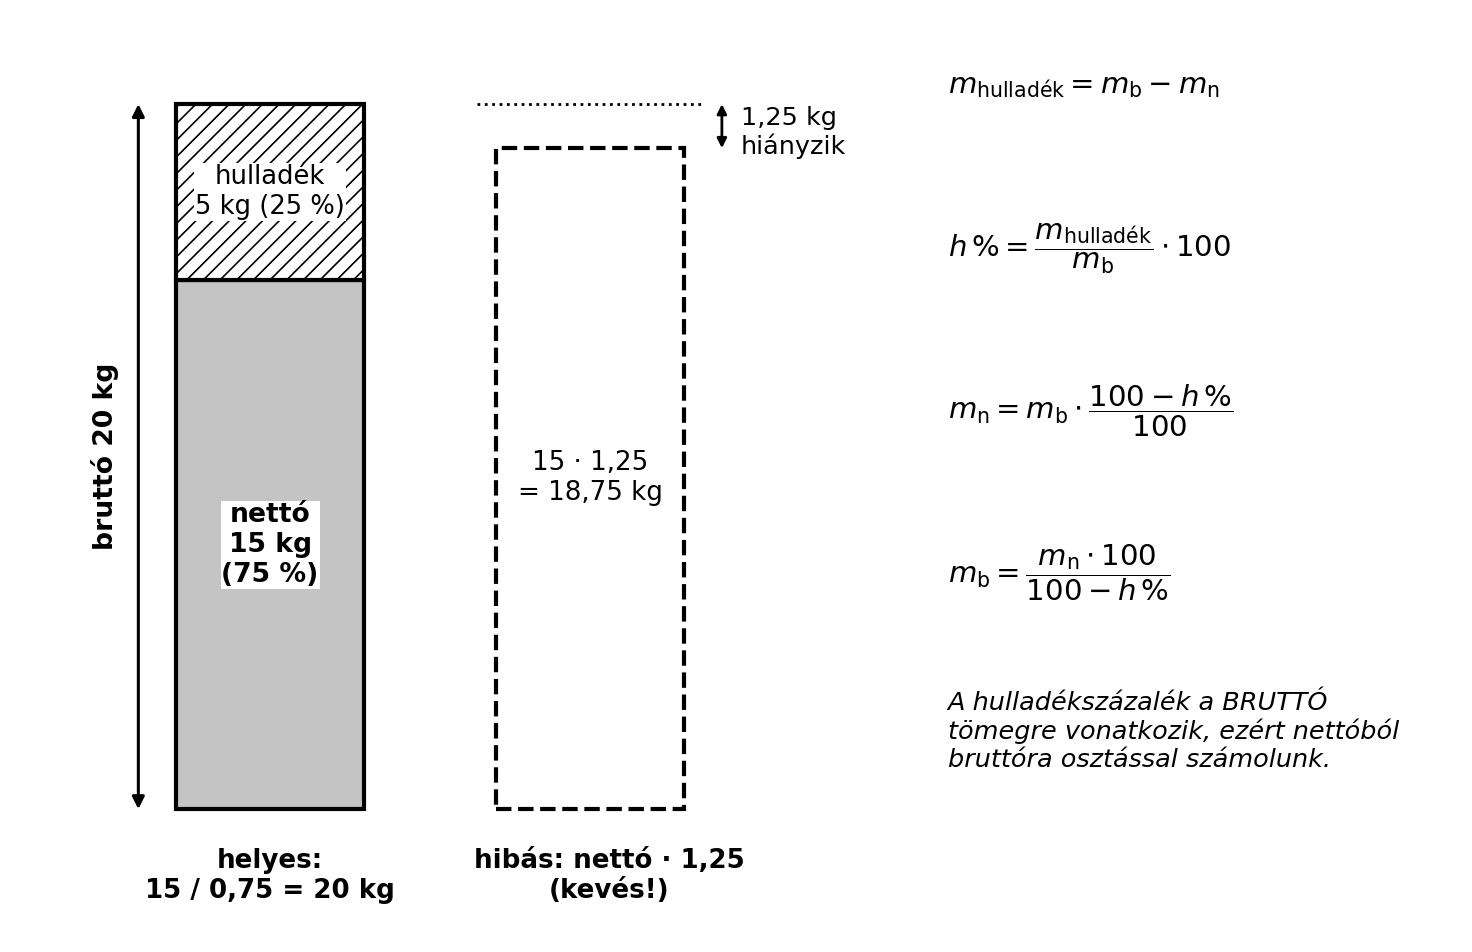 bruttó 20 kg
hulladék
5 kg (25 %)
nettó
15 kg
(75 %)
helyes:
15 / 0,75 = 20 kg
1,25 kg
hiányzik
15 · 1,25
= 18,75 kg
hibás: nettó · 1,25
(kevés!)
m_hulladék = m_b − m_n
h % = m_hulladék / m_b · 100
m_n = m_b · (100 − h %) / 100
m_b = (m_n · 100) / (100 − h %)
A hulladékszázalék a BRUTTÓ
tömegre vonatkozik, ezért nettóból
bruttóra osztással számolunk.